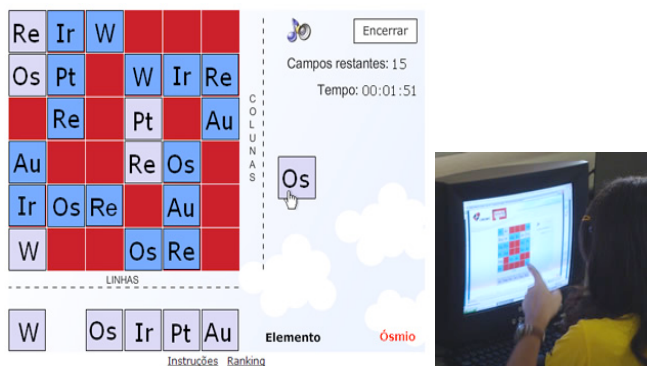 Re Ir W
Encerrar
Campos restantes: 15
Os Pt W Ir Re
Tempo: 00:01:51
Re Pt Au
COLUNAS
Au Re Os
Os
Ir Os Re Au
W Os Re
LINHAS
W Os Ir Pt Au
Elemento Ósmio
Instruções Ranking